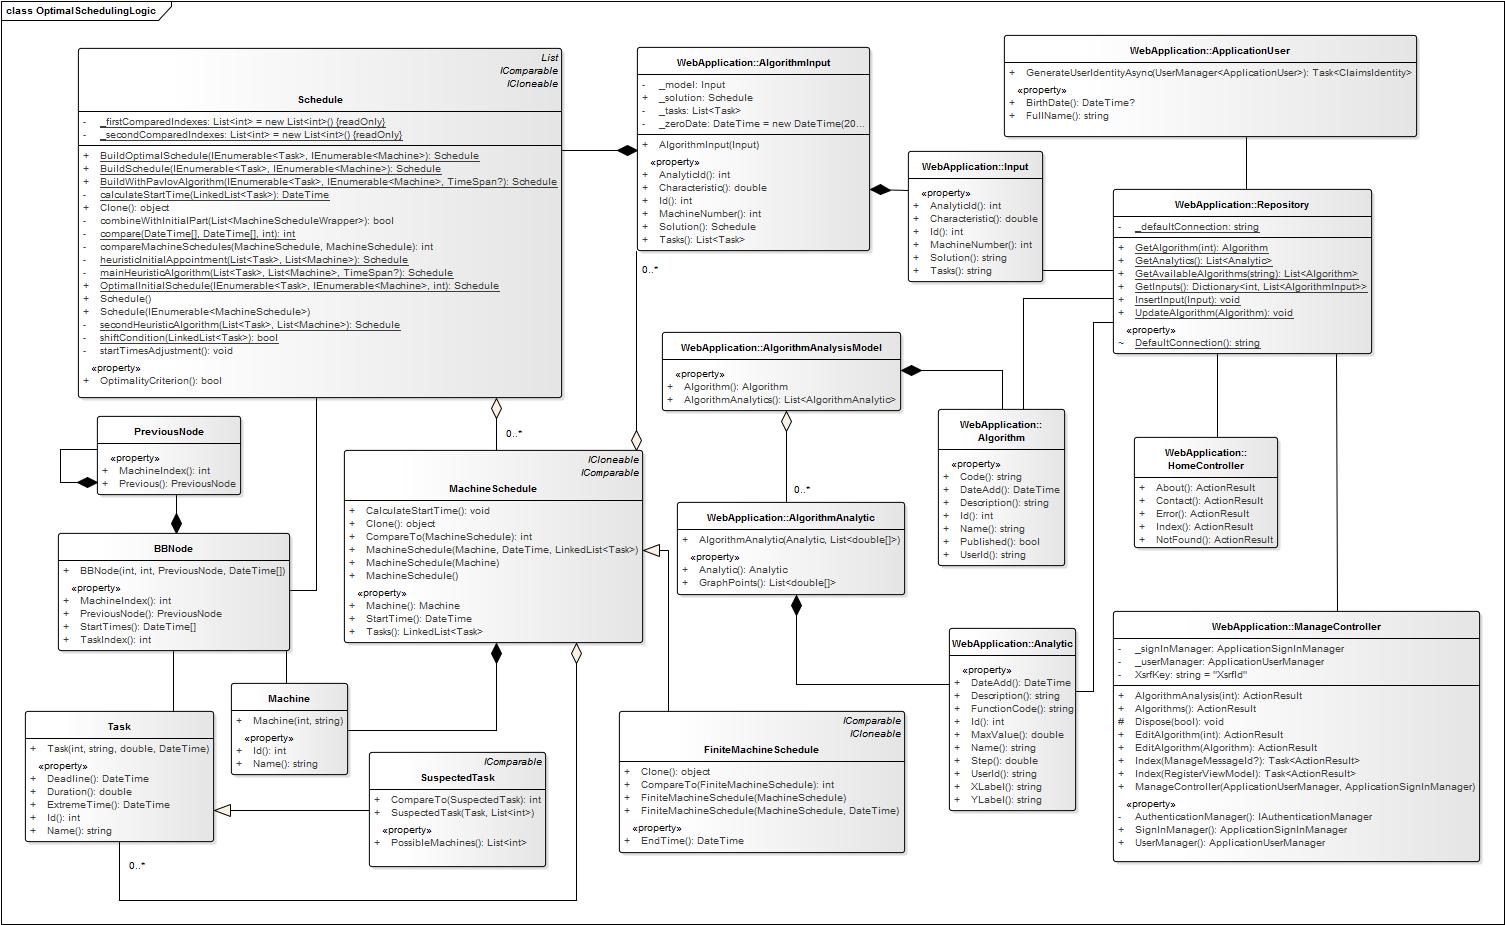 class OptimalSchedulingLogic
List
IComparable
ICloneable
Schedule
- _firstComparedIndexes: List<int> = new List<int>() {readOnly}
- _secondComparedIndexes: List<int> = new List<int>() {readOnly}
+ BuildOptimalSchedule(IEnumerable<Task>, IEnumerable<Machine>): Schedule
+ BuildSchedule(IEnumerable<Task>, IEnumerable<Machine>): Schedule
+ BuildWithPavlovAlgorithm(IEnumerable<Task>, IEnumerable<Machine>, TimeSpan?): Schedule
- calculateStartTime(LinkedList<Task>): DateTime
+ Clone(): object
- combineWithInitialPart(List<MachineScheduleWrapper>): bool
- compare(DateTime[], DateTime[], int): int
- compareMachineSchedules(MachineSchedule, MachineSchedule): int
- heuristicInitialAppointment(List<Task>, List<Machine>): Schedule
- mainHeuristicAlgorithm(List<Task>, List<Machine>, TimeSpan?): Schedule
+ OptimalInitialSchedule(IEnumerable<Task>, IEnumerable<Machine>, int): Schedule
+ Schedule()
+ Schedule(IEnumerable<MachineSchedule>)
- secondHeuristicAlgorithm(List<Task>, List<Machine>): Schedule
- shiftCondition(LinkedList<Task>): bool
- startTimesAdjustment(): void
«property»
+ OptimalityCriterion(): bool
WebApplication::AlgorithmInput
- _model: Input
+ _solution: Schedule
- _tasks: List<Task>
- _zeroDate: DateTime = new DateTime(20...
+ AlgorithmInput(Input)
«property»
+ AnalyticId(): int
+ Characteristic(): double
+ Id(): int
+ MachineNumber(): int
+ Solution(): Schedule
+ Tasks(): List<Task>
0..*
WebApplication::Input
«property»
+ AnalyticId(): int
+ Characteristic(): double
+ Id(): int
+ MachineNumber(): int
+ Solution(): string
+ Tasks(): string
WebApplication::ApplicationUser
+ GenerateUserIdentityAsync(UserManager<ApplicationUser>): Task<ClaimsIdentity>
«property»
+ BirthDate(): DateTime?
+ FullName(): string
WebApplication::Repository
- _defaultConnection: string
+ GetAlgorithm(int): Algorithm
+ GetAnalytics(): List<Analytic>
+ GetAvailableAlgorithms(string): List<Algorithm>
+ GetInputs(): Dictionary<int, List<AlgorithmInput>>
+ InsertInput(Input): void
+ UpdateAlgorithm(Algorithm): void
«property»
~ DefaultConnection(): string
WebApplication::AlgorithmAnalysisModel
«property»
+ Algorithm(): Algorithm
+ AlgorithmAnalytics(): List<AlgorithmAnalytic>
0..*
PreviousNode
«property»
+ MachineIndex(): int
+ Previous(): PreviousNode
0..*
ICloneable
IComparable
MachineSchedule
+ CalculateStartTime(): void
+ Clone(): object
+ CompareTo(MachineSchedule): int
+ MachineSchedule(Machine, DateTime, LinkedList<Task>)
+ MachineSchedule(Machine)
+ MachineSchedule()
«property»
+ Machine(): Machine
+ StartTime(): DateTime
+ Tasks(): LinkedList<Task>
WebApplication::AlgorithmAnalytic
+ AlgorithmAnalytic(Analytic, List<double[]>)
«property»
+ Analytic(): Analytic
+ GraphPoints(): List<double[]>
WebApplication::
Algorithm
«property»
+ Code(): string
+ DateAdd(): DateTime
+ Description(): string
+ Id(): int
+ Name(): string
+ Published(): bool
+ UserId(): string
WebApplication::
HomeController
+ About(): ActionResult
+ Contact(): ActionResult
+ Error(): ActionResult
+ Index(): ActionResult
+ NotFound(): ActionResult
BBNode
+ BBNode(int, int, PreviousNode, DateTime[])
«property»
+ MachineIndex(): int
+ PreviousNode(): PreviousNode
+ StartTimes(): DateTime[]
+ TaskIndex(): int
Machine
+ Machine(int, string)
«property»
+ Id(): int
+ Name(): string
Task
+ Task(int, string, double, DateTime)
«property»
+ Deadline(): DateTime
+ Duration(): double
+ ExtremeTime(): DateTime
+ Id(): int
+ Name(): string
0..*
IComparable
SuspectedTask
+ CompareTo(SuspectedTask): int
+ SuspectedTask(Task, List<int>)
«property»
+ PossibleMachines(): List<int>
IComparable
ICloneable
FiniteMachineSchedule
+ Clone(): object
+ CompareTo(FiniteMachineSchedule): int
+ FiniteMachineSchedule(MachineSchedule)
+ FiniteMachineSchedule(MachineSchedule, DateTime)
«property»
+ EndTime(): DateTime
WebApplication::Analytic
«property»
+ DateAdd(): DateTime
+ Description(): string
+ FunctionCode(): string
+ Id(): int
+ MaxValue(): double
+ Name(): string
+ Step(): double
+ UserId(): string
+ XLabel(): string
+ YLabel(): string
WebApplication::ManageController
- _signInManager: ApplicationSignInManager
- _userManager: ApplicationUserManager
- XsrfKey: string = "XsrfId"
+ AlgorithmAnalysis(int): ActionResult
+ Algorithms(): ActionResult
# Dispose(bool): void
+ EditAlgorithm(int): ActionResult
+ EditAlgorithm(Algorithm): ActionResult
+ Index(ManageMessageId?): Task<ActionResult>
+ Index(RegisterViewModel): Task<ActionResult>
+ ManageController(ApplicationUserManager, ApplicationSignInManager)
«property»
- AuthenticationManager(): IAuthenticationManager
+ SignInManager(): ApplicationSignInManager
+ UserManager(): ApplicationUserManager